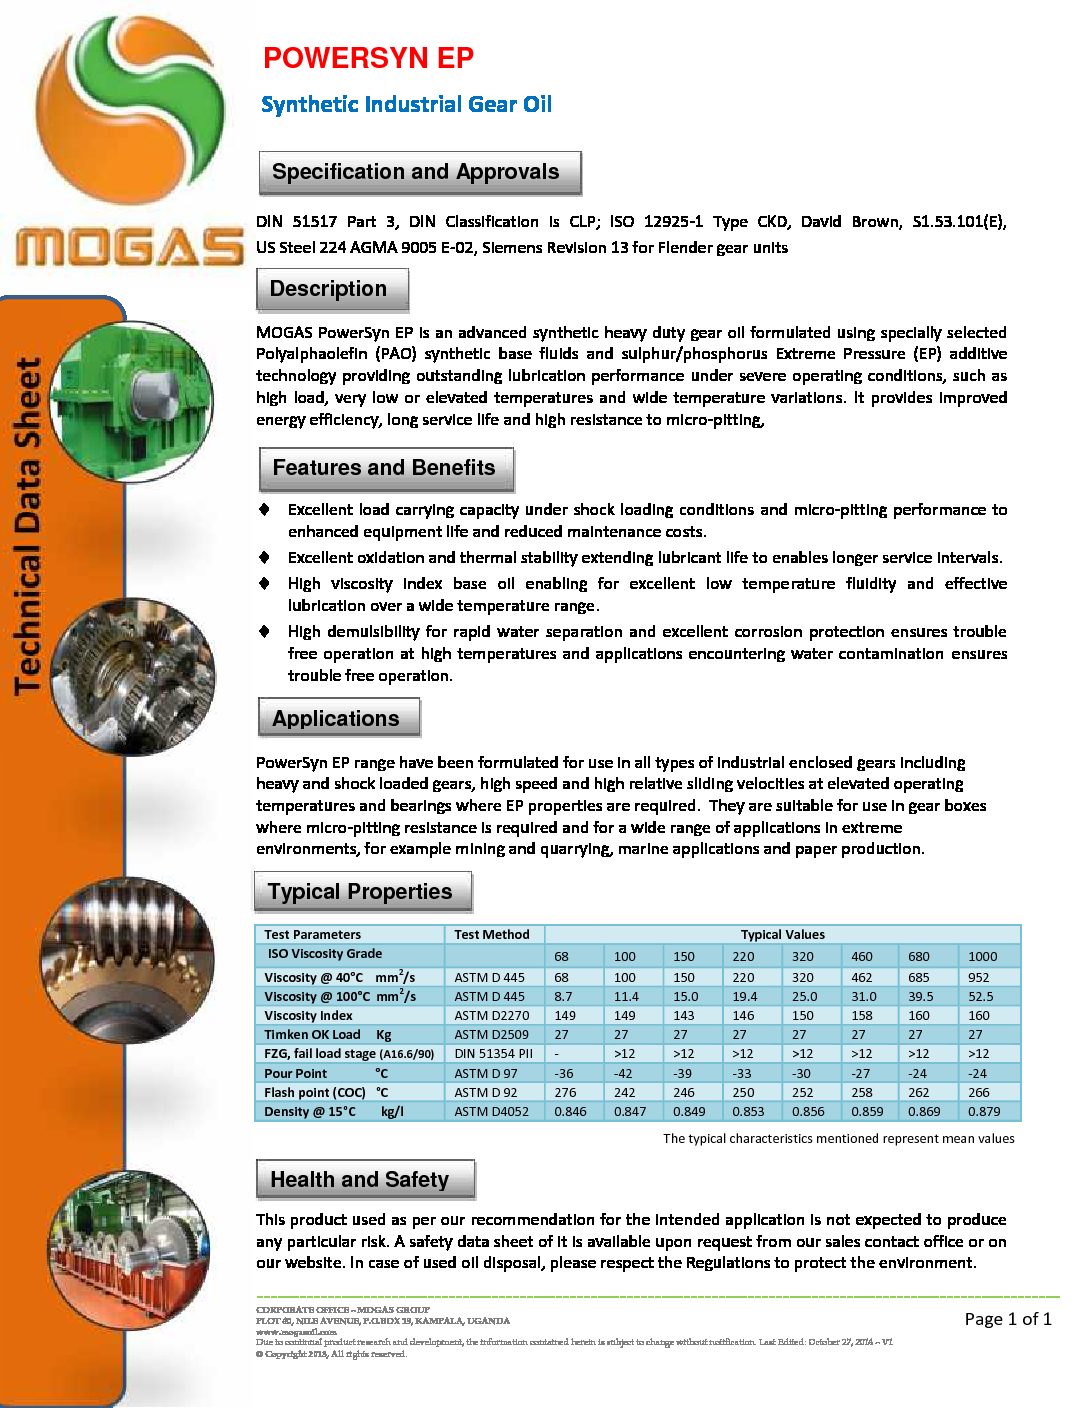 MOGAS
Technical Data Sheet
POWERSYN EP
Synthetic Industrial Gear Oil
Specification and Approvals
DIN 51517 Part 3, DIN Classification is CLP; ISO 12925-1 Type CKD, David Brown, S1.53.101(E),
US Steel 224 AGMA 9005 E-02, Siemens Revision 13 for Flender gear units
Description
MOGAS PowerSyn EP is an advanced synthetic heavy duty gear oil formulated using specially selected
Polyalphaolefin (PAO) synthetic base fluids and sulphur/phosphorus Extreme Pressure (EP) additive
technology providing outstanding lubrication performance under severe operating conditions, such as
high load, very low or elevated temperatures and wide temperature variations. It provides improved
energy efficiency, long service life and high resistance to micro-pitting,
Features and Benefits
♦ Excellent load carrying capacity under shock loading conditions and micro-pitting performance to
enhanced equipment life and reduced maintenance costs.
♦ Excellent oxidation and thermal stability extending lubricant life to enables longer service intervals.
♦ High viscosity index base oil enabling for excellent low temperature fluidity and effective
lubrication over a wide temperature range.
♦ High demulsibility for rapid water separation and excellent corrosion protection ensures trouble
free operation at high temperatures and applications encountering water contamination ensures
trouble free operation.
Applications
PowerSyn EP range have been formulated for use in all types of industrial enclosed gears including
heavy and shock loaded gears, high speed and high relative sliding velocities at elevated operating
temperatures and bearings where EP properties are required. They are suitable for use in gear boxes
where micro-pitting resistance is required and for a wide range of applications in extreme
environments, for example mining and quarrying, marine applications and paper production.
Typical Properties
Test Parameters Test Method Typical Values
ISO Viscosity Grade 68 100 150 220 320 460 680 1000
Viscosity @ 40°C mm²/s ASTM D 445 68 100 150 220 320 462 685 952
Viscosity @ 100°C mm²/s ASTM D 445 8.7 11.4 15.0 19.4 25.0 31.0 39.5 52.5
Viscosity Index ASTM D2270 149 149 143 146 150 158 160 160
Timken OK Load Kg ASTM D2509 27 27 27 27 27 27 27 27
FZG, fail load stage (A16.6/90) DIN 51354 PII - >12 >12 >12 >12 >12 >12 >12
Pour Point °C ASTM D 97 -36 -42 -39 -33 -30 -27 -24 -24
Flash point (COC) °C ASTM D 92 276 242 246 250 252 258 262 266
Density @ 15°C kg/l ASTM D4052 0.846 0.847 0.849 0.853 0.856 0.859 0.869 0.879
The typical characteristics mentioned represent mean values
Health and Safety
This product used as per our recommendation for the intended application is not expected to produce
any particular risk. A safety data sheet of it is available upon request from our sales contact office or on
our website. In case of used oil disposal, please respect the Regulations to protect the environment.
CORPORATE OFFICE – MOGAS GROUP
PLOT 40, NILE AVENUE, P.O.BOX 13, KAMPALA, UGANDA
www.mogasoil.com
Due to continual product research and development, the information contained herein is subject to change without notification. Last Edited: October 27, 2014 – V1.
© Copyright 2013, All rights reserved.
Page 1 of 1